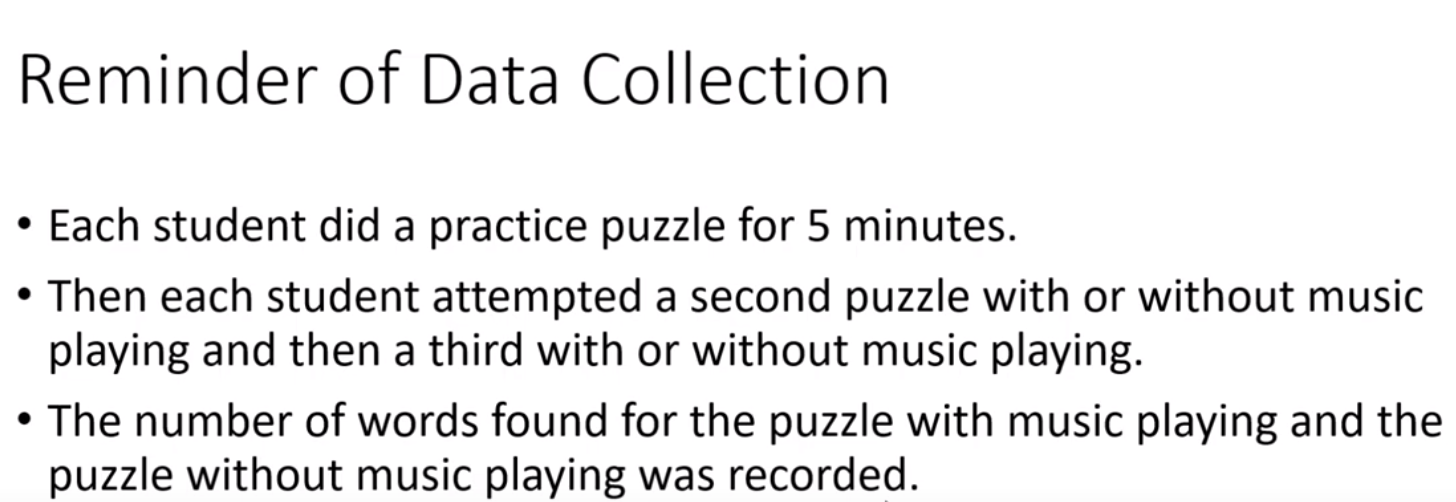 Reminder of Data Collection
• Each student did a practice puzzle for 5 minutes.
• Then each student attempted a second puzzle with or without music
playing and then a third with or without music playing.
• The number of words found for the puzzle with music playing and the
puzzle without music playing was recorded.